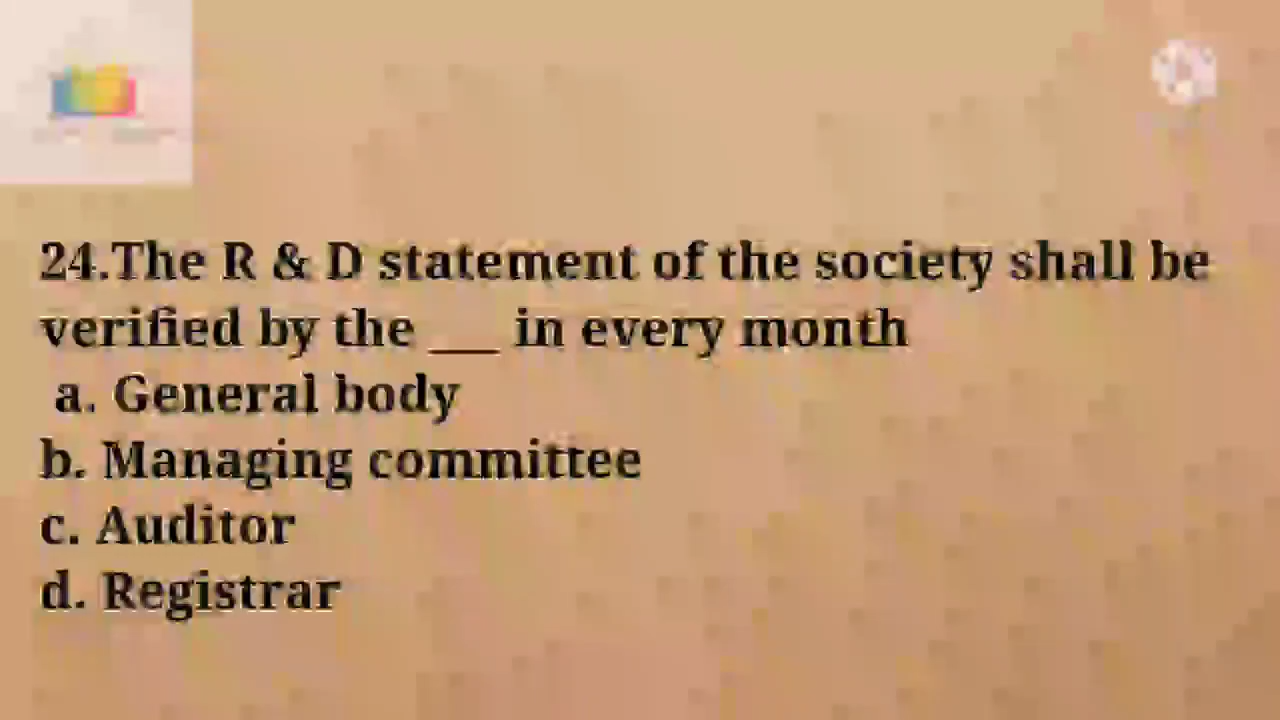 24.The R & D statement of the society shall be
verified by the ___ in every month
a. General body
b. Managing committee
c. Auditor
d. Registrar